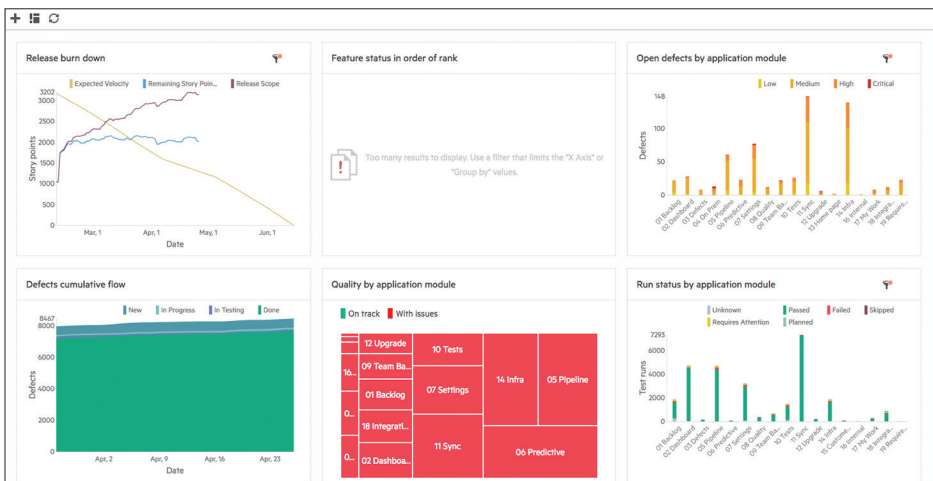 Release burn down
Expected Velocity Remaining Story Poin... Release Scope
3202
3000
2500
2000
1500
1000
500
0
Story points
Mar, 1 Apr, 1 May, 1 Jun, 1
Date
Feature status in order of rank
Too many results to display. Use a filter that limits the "X Axis" or
"Group by" values.
Open defects by application module
Low Medium High Critical
148
100
50
0
Defects
01 Backlog
02 Dashboard
03 Defects
04 On Prem
05 Pipeline
06 Predictive
07 Settings
08 Quality
09 Team Ba...
10 Tests
11 Sync
12 Upgrade
13 Home page
14 Infra
16 Internal
17 My Work
18 Integra...
19 Require...
Defects cumulative flow
New In Progress In Testing Done
8467
8000
6000
4000
2000
0
Defects
Apr, 2 Apr, 9 Apr, 16 Apr, 23
Date
Quality by application module
On track With issues
16...
0...
0...
12 Upgrade
09 Team Ba...
01 Backlog
18 Integrati...
02 Dashboa...
10 Tests
07 Settings
11 Sync
14 Infra
05 Pipeline
06 Predictive
Run status by application module
Unknown Passed Failed Skipped
Requires Attention Planned
7293
6000
4000
2000
0
Test runs
01 Backlog
02 Dashboard
03 Defects
05 Pipeline
06 Predictive
07 Settings
08 Quality
09 Team Ba...
10 Tests
11 Sync
12 Upgrade
14 Infra
15 Custome...
16 Internal
17 My Work
18 Integra...
19 Require...